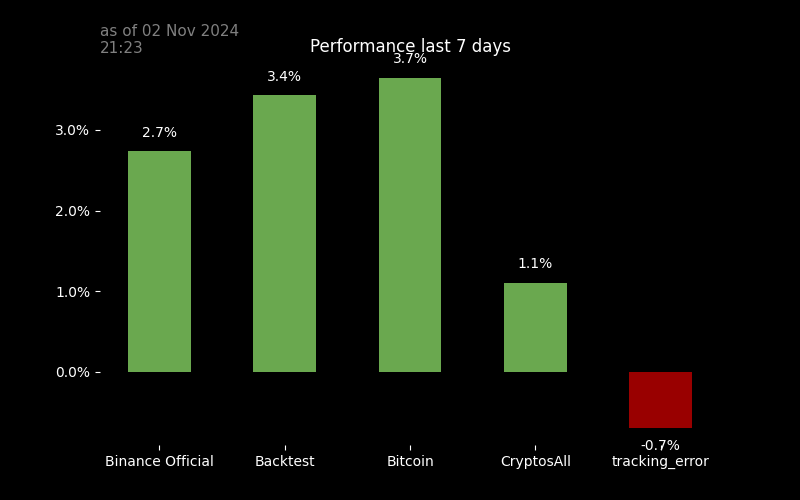 as of 02 Nov 2024
21:23
Performance last 7 days
3.7%
3.4%
2.7%
1.1%
-0.7%
3.0%
2.0%
1.0%
0.0%
Binance Official
Backtest
Bitcoin
CryptosAll
tracking_error